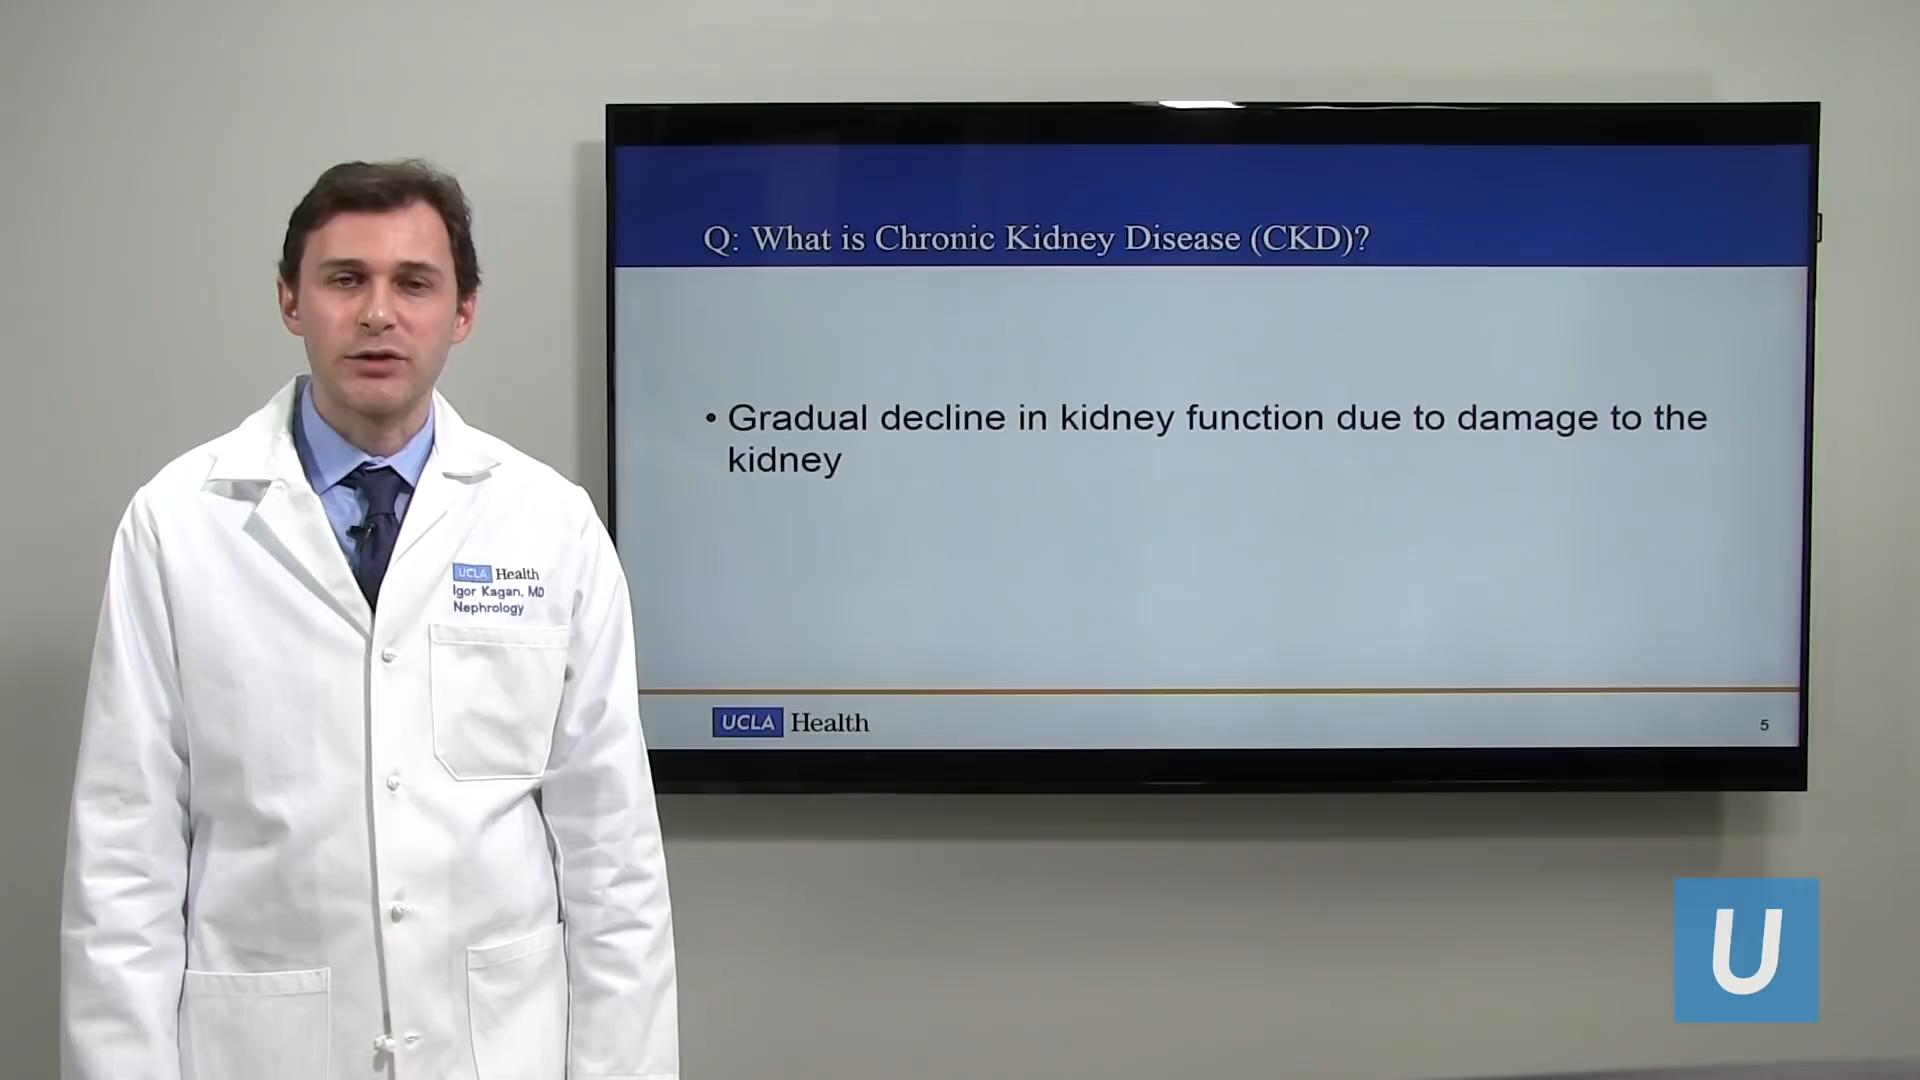 Q: What is Chronic Kidney Disease (CKD)?
• Gradual decline in kidney function due to damage to the
kidney
UCLA Health
Igor Kagan, MD
Nephrology
UCLA Health
5
U